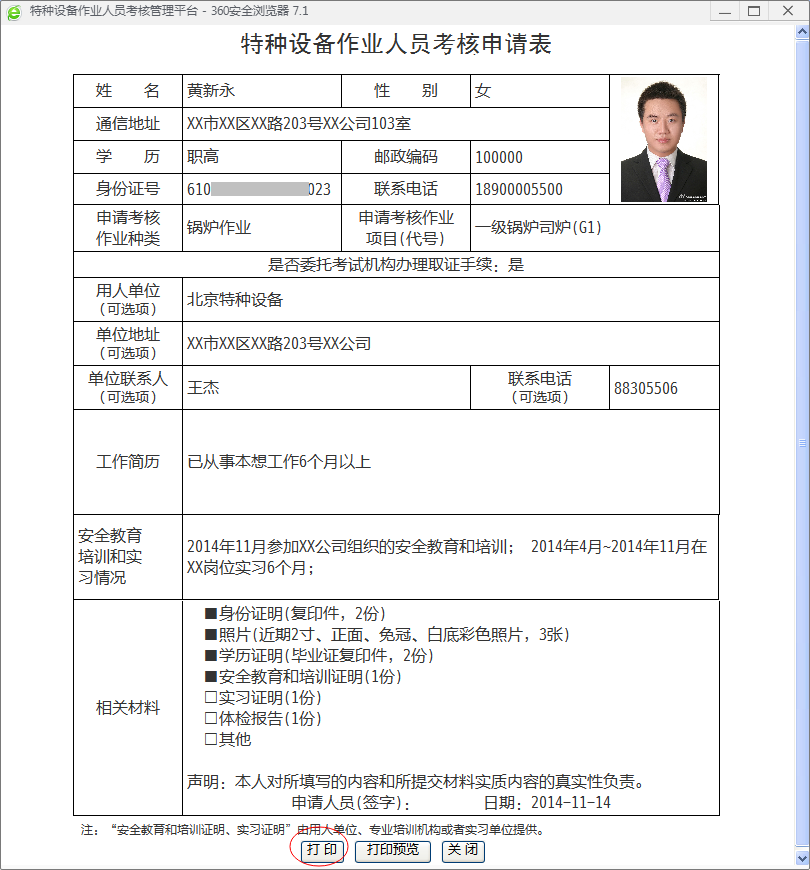 特种设备作业人员考核管理平台 - 360安全浏览器 7.1
特种设备作业人员考核申请表
姓 名 黄新永 性 别 女
通信地址 XX市XX区XX路203号XX公司103室
学 历 职高 邮政编码 100000
身份证号 610 023 联系电话 18900005500
申请考核作业种类 锅炉作业 申请考核作业项目(代号) 一级锅炉司炉(G1)
是否委托考试机构办理取证手续: 是
用人单位
(可选项) 北京特种设备
单位地址
(可选项) XX市XX区XX路203号XX公司
单位联系人
(可选项) 王杰 联系电话
(可选项) 88305506
工作简历 已从事本想工作6个月以上
安全教育
培训和实
习情况
2014年11月参加XX公司组织的安全教育和培训; 2014年4月~2014年11月在
XX岗位实习6个月;
相关材料
■身份证明(复印件, 2份)
■照片(近期2寸、正面、免冠、白底彩色照片, 3张)
■学历证明(毕业证复印件, 2份)
■安全教育和培训证明(1份)
□实习证明(1份)
□体检报告(1份)
□其他
声明: 本人对所填写的内容和所提交材料实质内容的真实性负责。
申请人员(签字): 日期: 2014-11-14
注: “安全教育和培训证明、实习证明”由用人单位、专业培训机构或者实习单位提供。
打 印 打印预览 关 闭